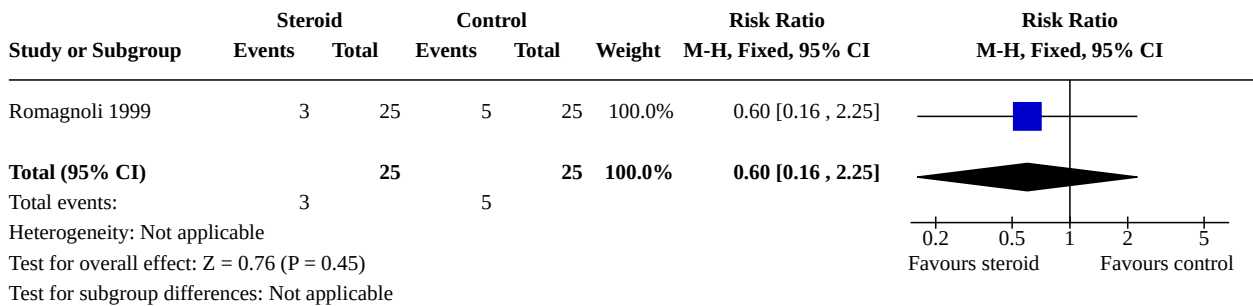 Steroid Control Risk Ratio Risk Ratio
Study or Subgroup Events Total Events Total Weight M-H, Fixed, 95% CI M-H, Fixed, 95% CI
Romagnoli 1999 3 25 5 25 100.0% 0.60 [0.16 , 2.25]
Total (95% CI) 25 25 100.0% 0.60 [0.16 , 2.25]
Total events: 3 5
Heterogeneity: Not applicable
0.2 0.5 1 2 5
Test for overall effect: Z = 0.76 (P = 0.45) Favours steroid Favours control
Test for subgroup differences: Not applicable